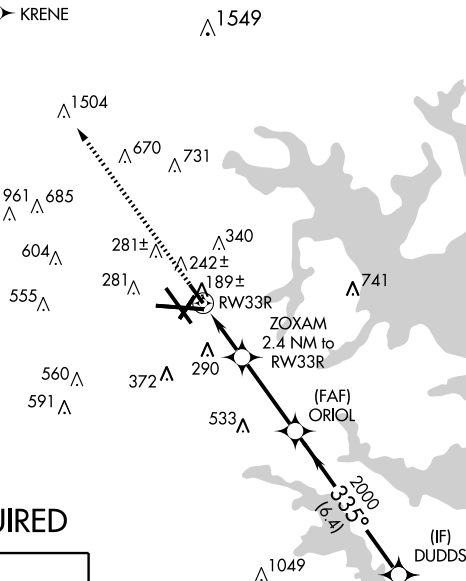 KRENE
1549
1504
670
731
961
685
340
281±
604
242±
281
189±
741
RW33R
555
ZOXAM
2.4 NM to
RW33R
290
372
560
(FAF)
ORIOL
591
533
2000
335°
(6.4)
UIRED
(IF)
DUDDS
1049